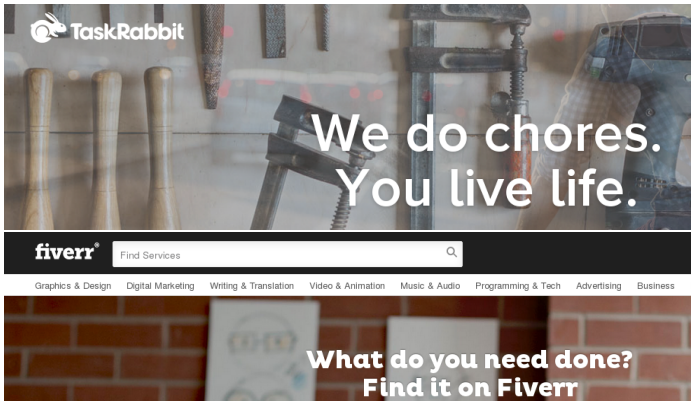 TaskRabbit
We do chores.
You live life.
fiverr®
Find Services
Graphics & Design Digital Marketing Writing & Translation Video & Animation Music & Audio Programming & Tech Advertising Business
What do you need done?
Find it on Fiverr